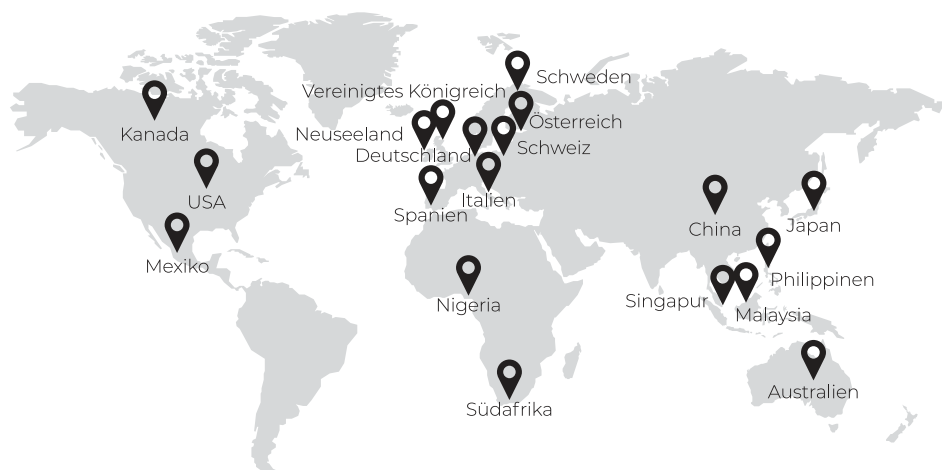 Schweden
Vereinigtes Königreich
Österreich
Kanada
Neuseeland
Schweiz
Deutschland
USA
Italien
Spanien
Japan
China
Mexiko
Philippinen
Singapur
Nigeria
Malaysia
Australien
Südafrika